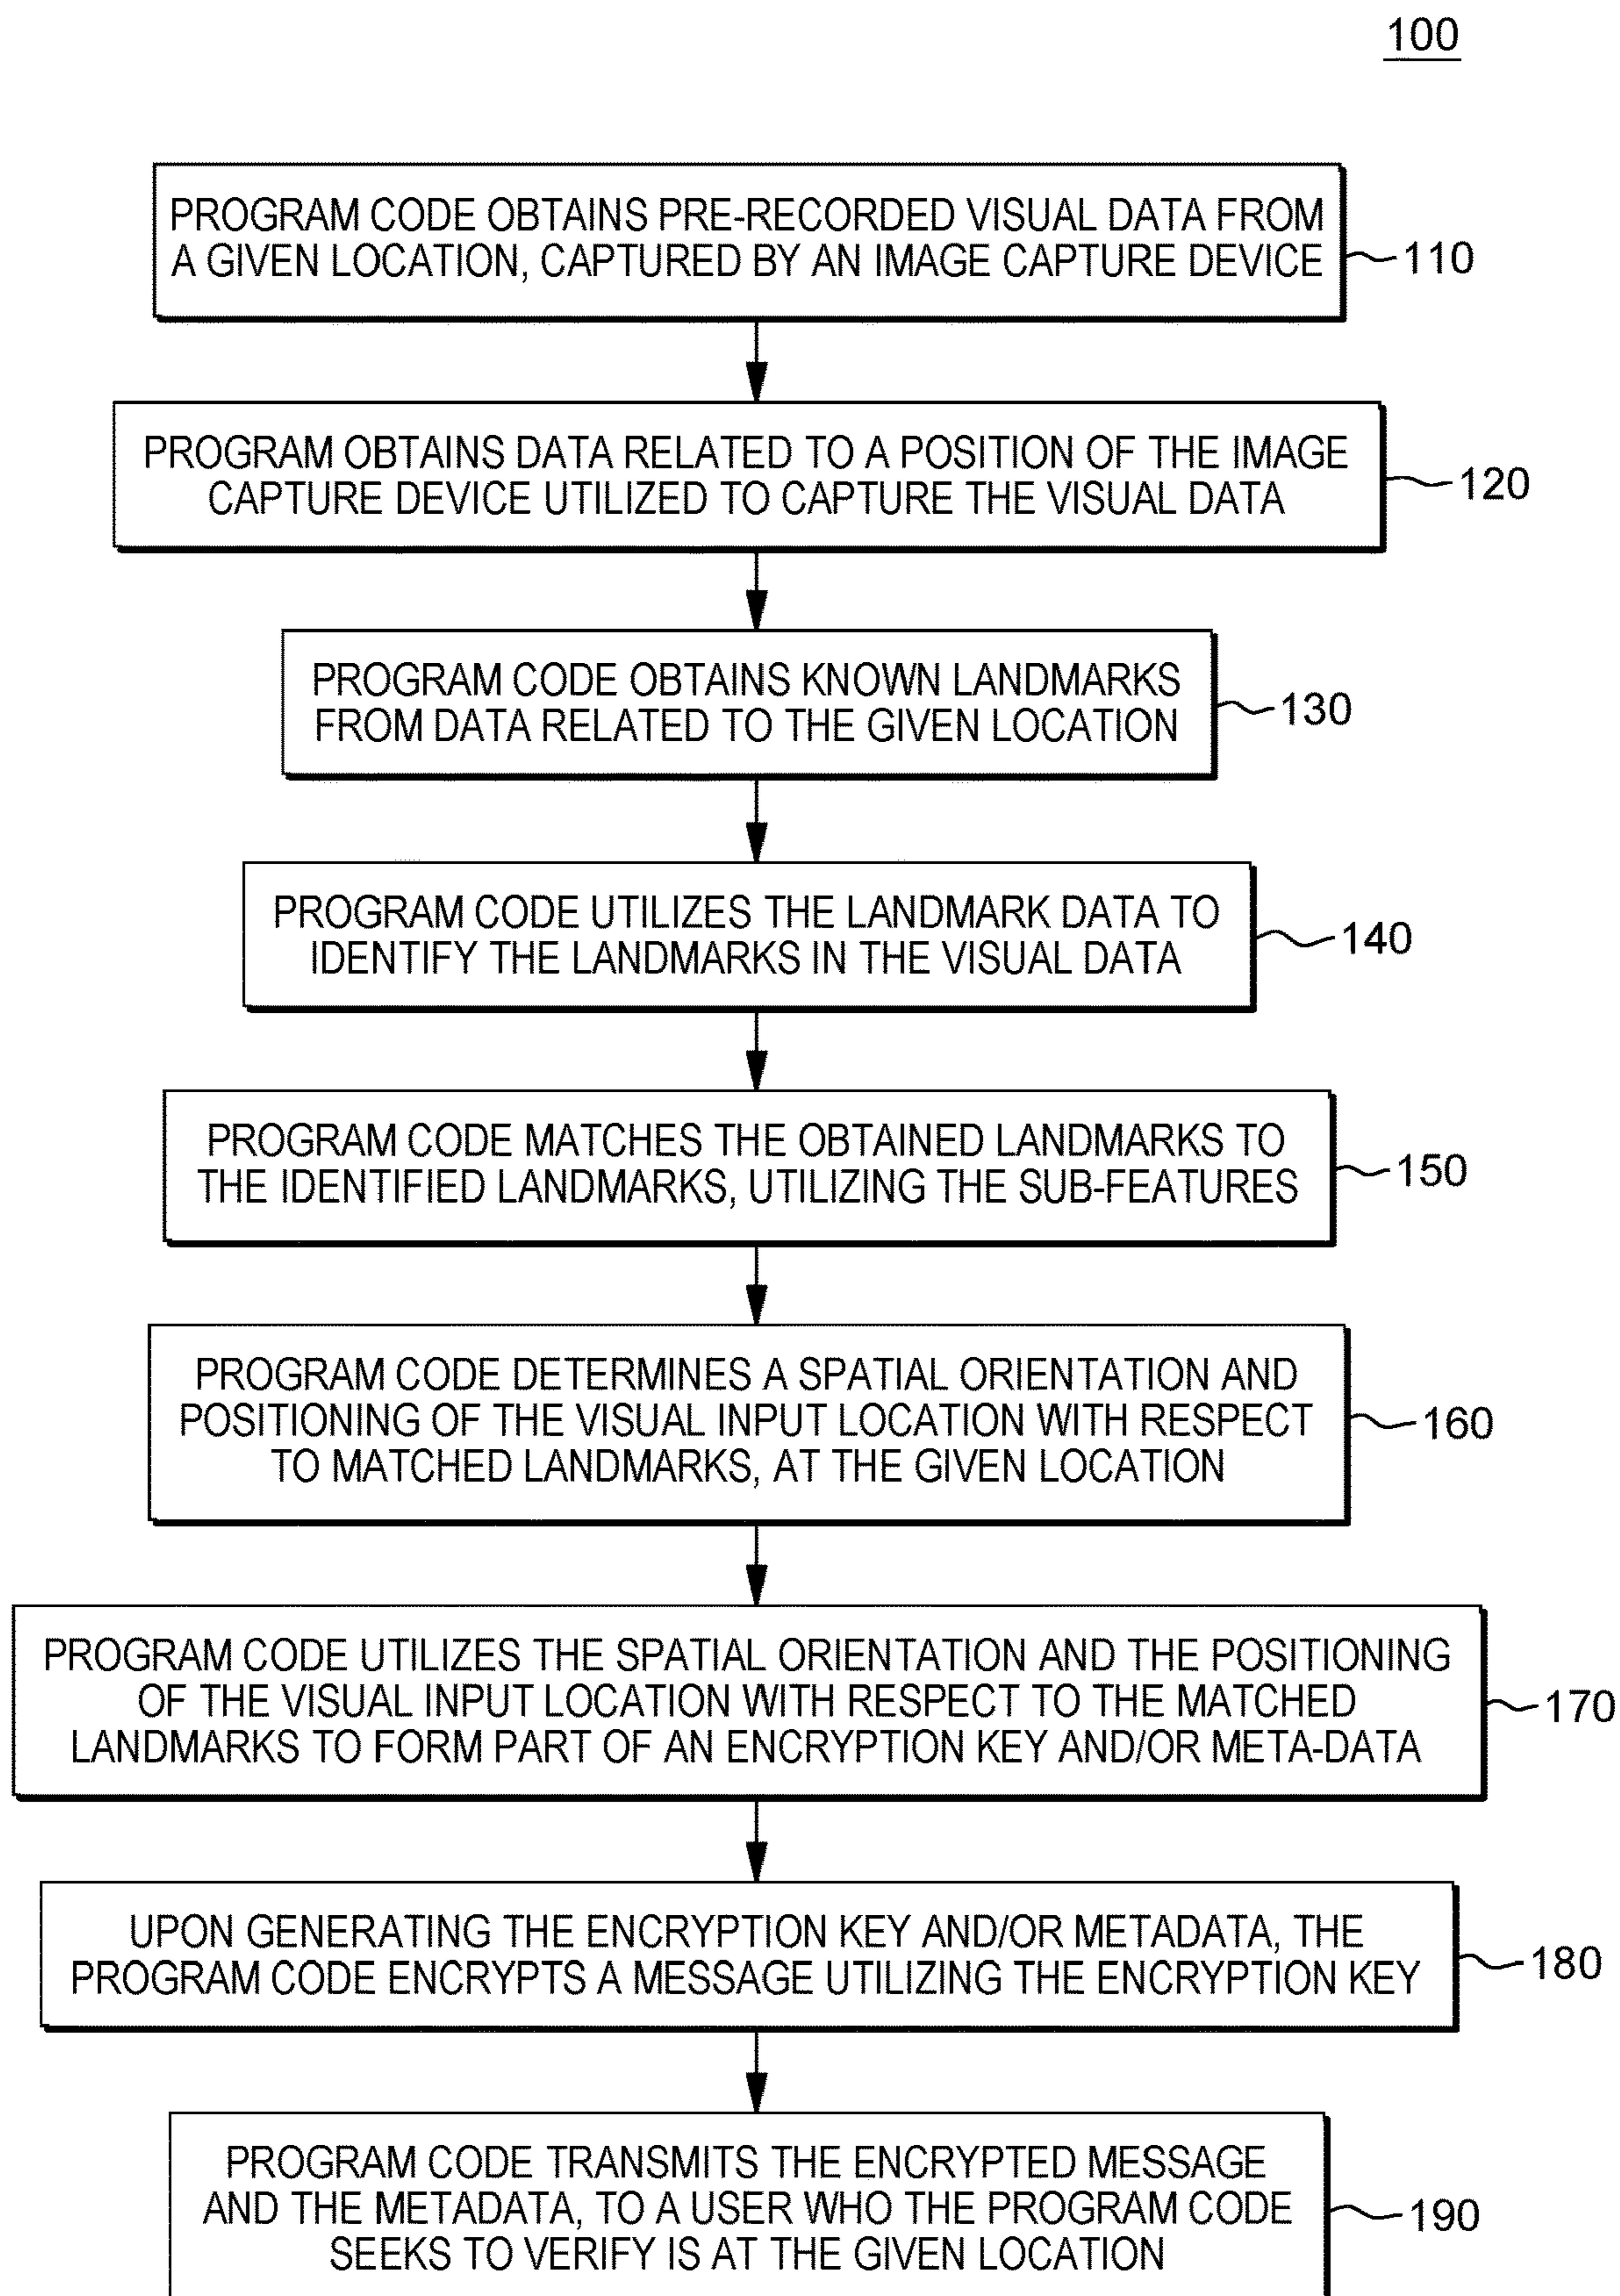 100
PROGRAM CODE OBTAINS PRE-RECORDED VISUAL DATA FROM
A GIVEN LOCATION, CAPTURED BY AN IMAGE CAPTURE DEVICE
110
PROGRAM OBTAINS DATA RELATED TO A POSITION OF THE IMAGE
CAPTURE DEVICE UTILIZED TO CAPTURE THE VISUAL DATA
120
PROGRAM CODE OBTAINS KNOWN LANDMARKS
FROM DATA RELATED TO THE GIVEN LOCATION
130
PROGRAM CODE UTILIZES THE LANDMARK DATA TO
IDENTIFY THE LANDMARKS IN THE VISUAL DATA
140
PROGRAM CODE MATCHES THE OBTAINED LANDMARKS TO
THE IDENTIFIED LANDMARKS, UTILIZING THE SUB-FEATURES
150
PROGRAM CODE DETERMINES A SPATIAL ORIENTATION AND
POSITIONING OF THE VISUAL INPUT LOCATION WITH RESPECT
TO MATCHED LANDMARKS, AT THE GIVEN LOCATION
160
PROGRAM CODE UTILIZES THE SPATIAL ORIENTATION AND THE POSITIONING
OF THE VISUAL INPUT LOCATION WITH RESPECT TO THE MATCHED
LANDMARKS TO FORM PART OF AN ENCRYPTION KEY AND/OR META-DATA
170
UPON GENERATING THE ENCRYPTION KEY AND/OR METADATA, THE
PROGRAM CODE ENCRYPTS A MESSAGE UTILIZING THE ENCRYPTION KEY
180
PROGRAM CODE TRANSMITS THE ENCRYPTED MESSAGE
AND THE METADATA, TO A USER WHO THE PROGRAM CODE
SEEKS TO VERIFY IS AT THE GIVEN LOCATION
190